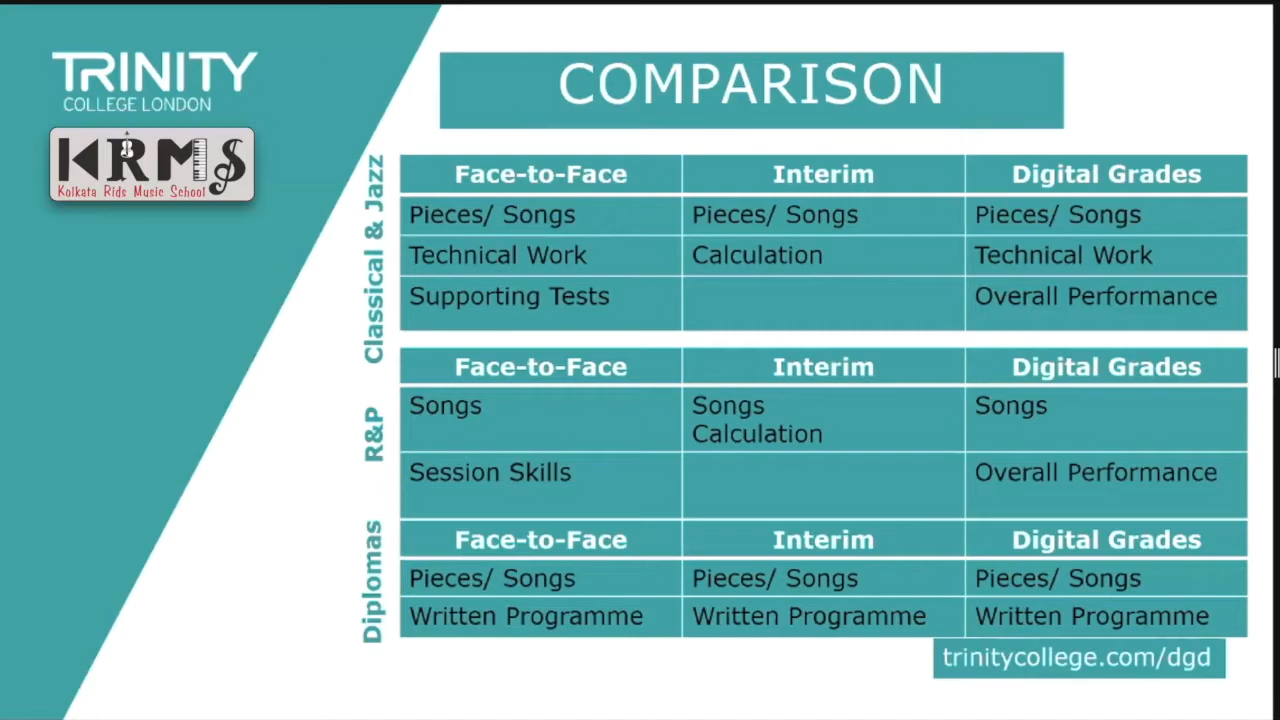 TRINITY
COLLEGE LONDON
KRMS
Kolkata Rids Music School
COMPARISON
Classical & Jazz
Face-to-Face Interim Digital Grades
Pieces/ Songs Pieces/ Songs Pieces/ Songs
Technical Work Calculation Technical Work
Supporting Tests Overall Performance
R&P
Face-to-Face Interim Digital Grades
Songs Songs Songs
Calculation
Session Skills Overall Performance
Diplomas
Face-to-Face Interim Digital Grades
Pieces/ Songs Pieces/ Songs Pieces/ Songs
Written Programme Written Programme Written Programme
trinitycollege.com/dgd